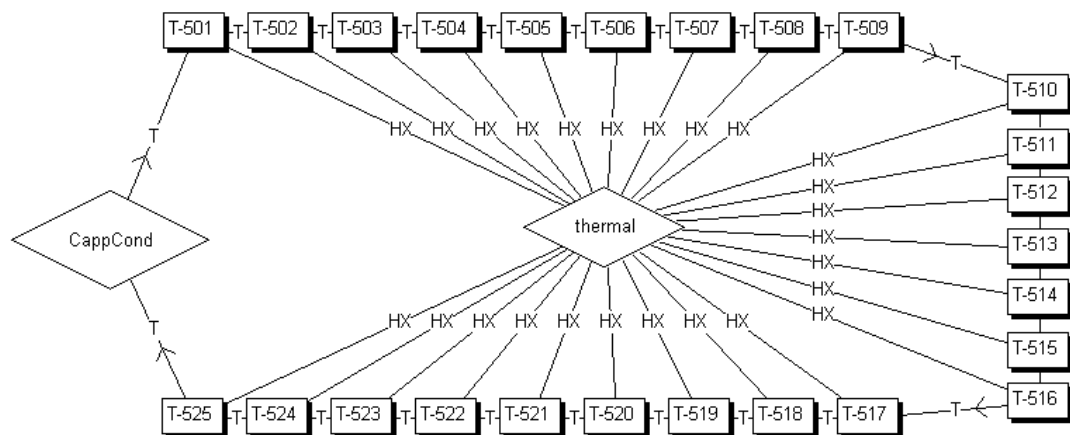 T-501 T T-502 T T-503 T T-504 T T-505 T T-506 T T-507 T T-508 T T-509
T
T-510
HX HX HX HX HX HX HX HX HX
T
T-511
HX
HX
T-512
HX
thermal
CappCond
HX
T-513
HX
T-514
HX
HX
T
HX HX HX HX HX HX HX HX HX
T-515
T-516
T
T-525 T T-524 T T-523 T T-522 T T-521 T T-520 T T-519 T T-518 T T-517